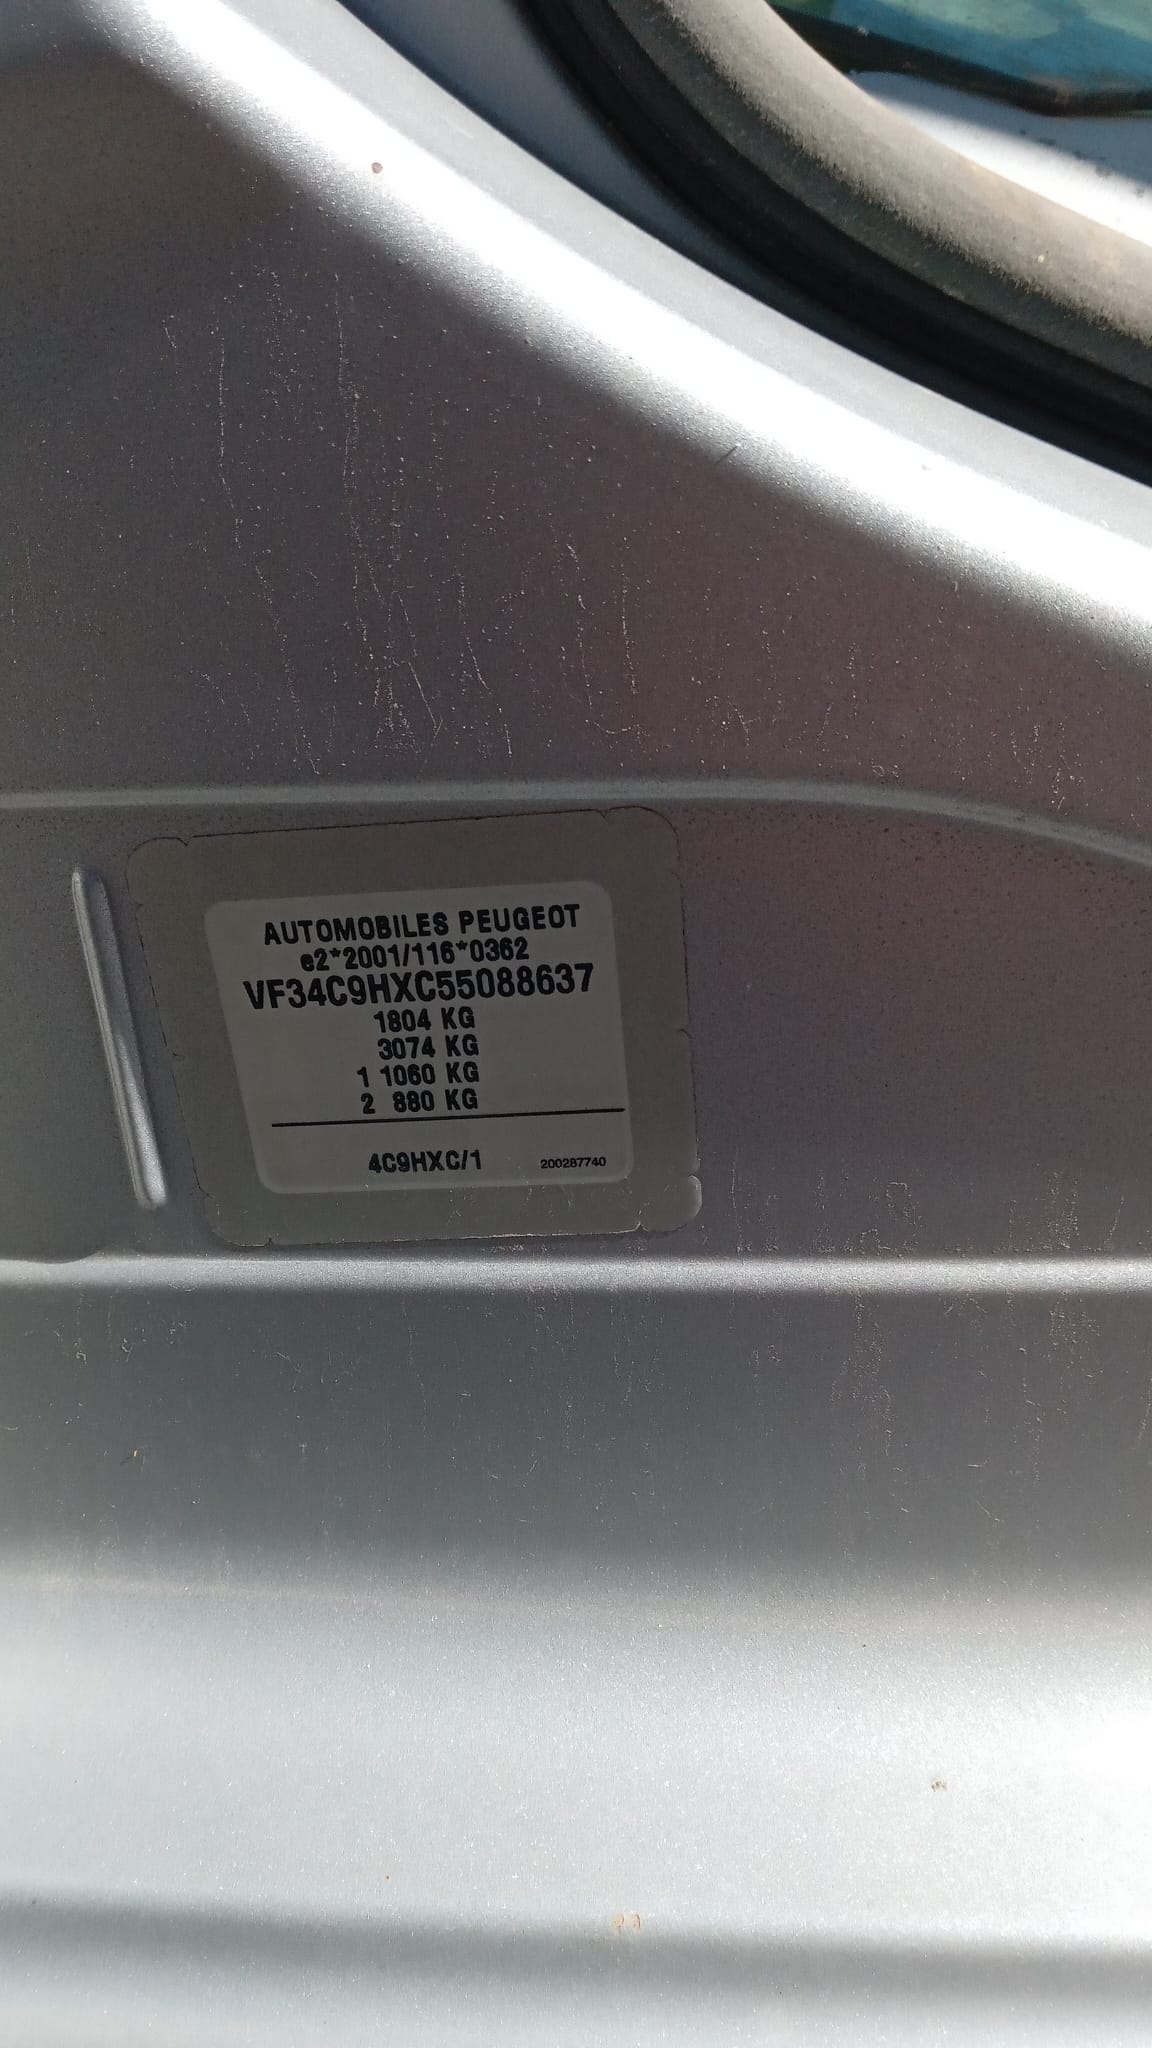 AUTOMOBILES PEUGEOT
e2*2001/116*0362
VF34C9HXC55088637
1804 KG
3074 KG
1 1060 KG
2 880 KG
4C9HXC/1 200287740